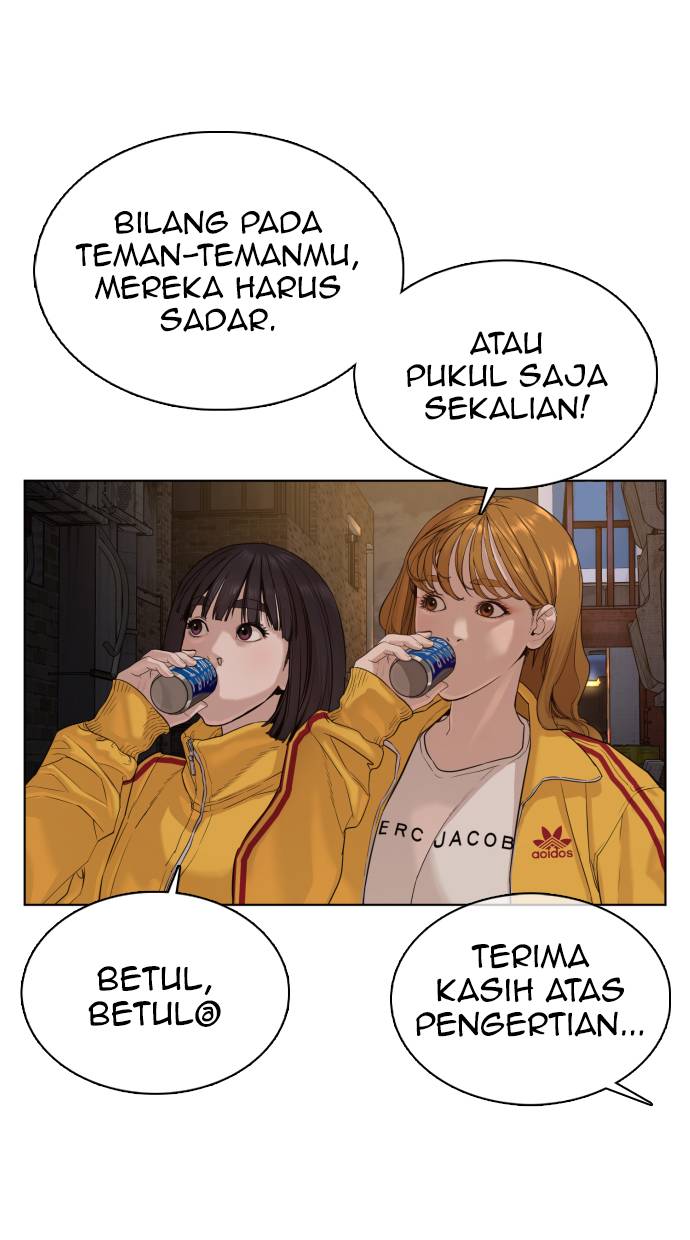 BILANG PADA
TEMAN-TEMANMU,
MEREKA HARUS
SADAR.
ATAU
PUKUL SAJA
SEKALIAN!
ERC JACOB
aoidos
BETUL,
BETUL@
TERIMA
KASIH ATAS
PENGERTIAN...